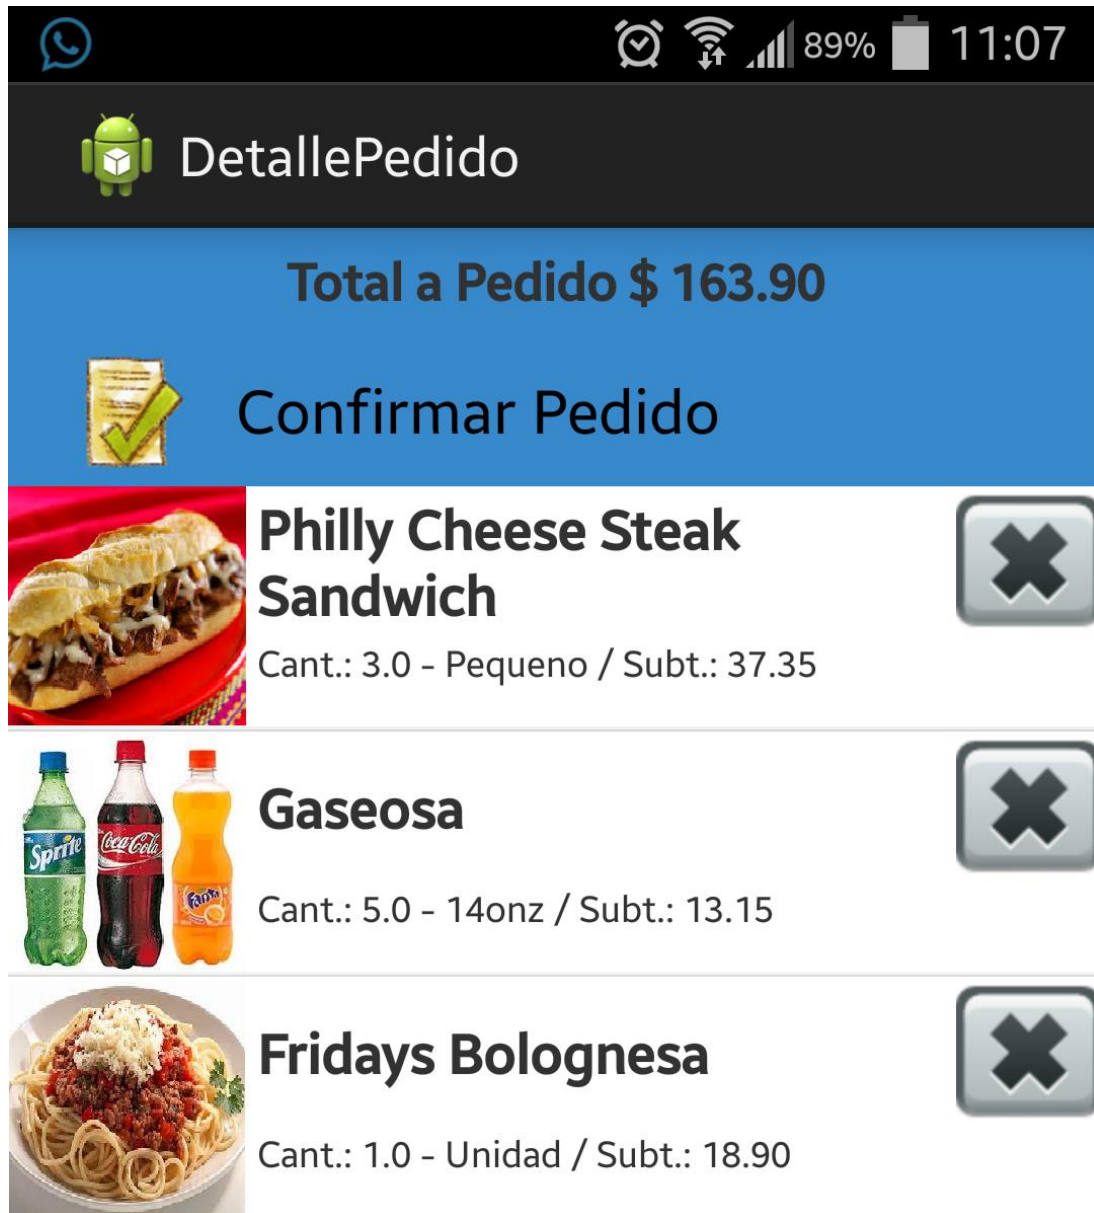 89% 11:07
DetallePedido
Total a Pedido $ 163.90
Confirmar Pedido
Philly Cheese Steak
Sandwich
Cant.: 3.0 - Pequeno / Subt.: 37.35
Sprite
Coca-Cola
Fanta
Gaseosa
Cant.: 5.0 - 14onz / Subt.: 13.15
Fridays Bolognesa
Cant.: 1.0 - Unidad / Subt.: 18.90